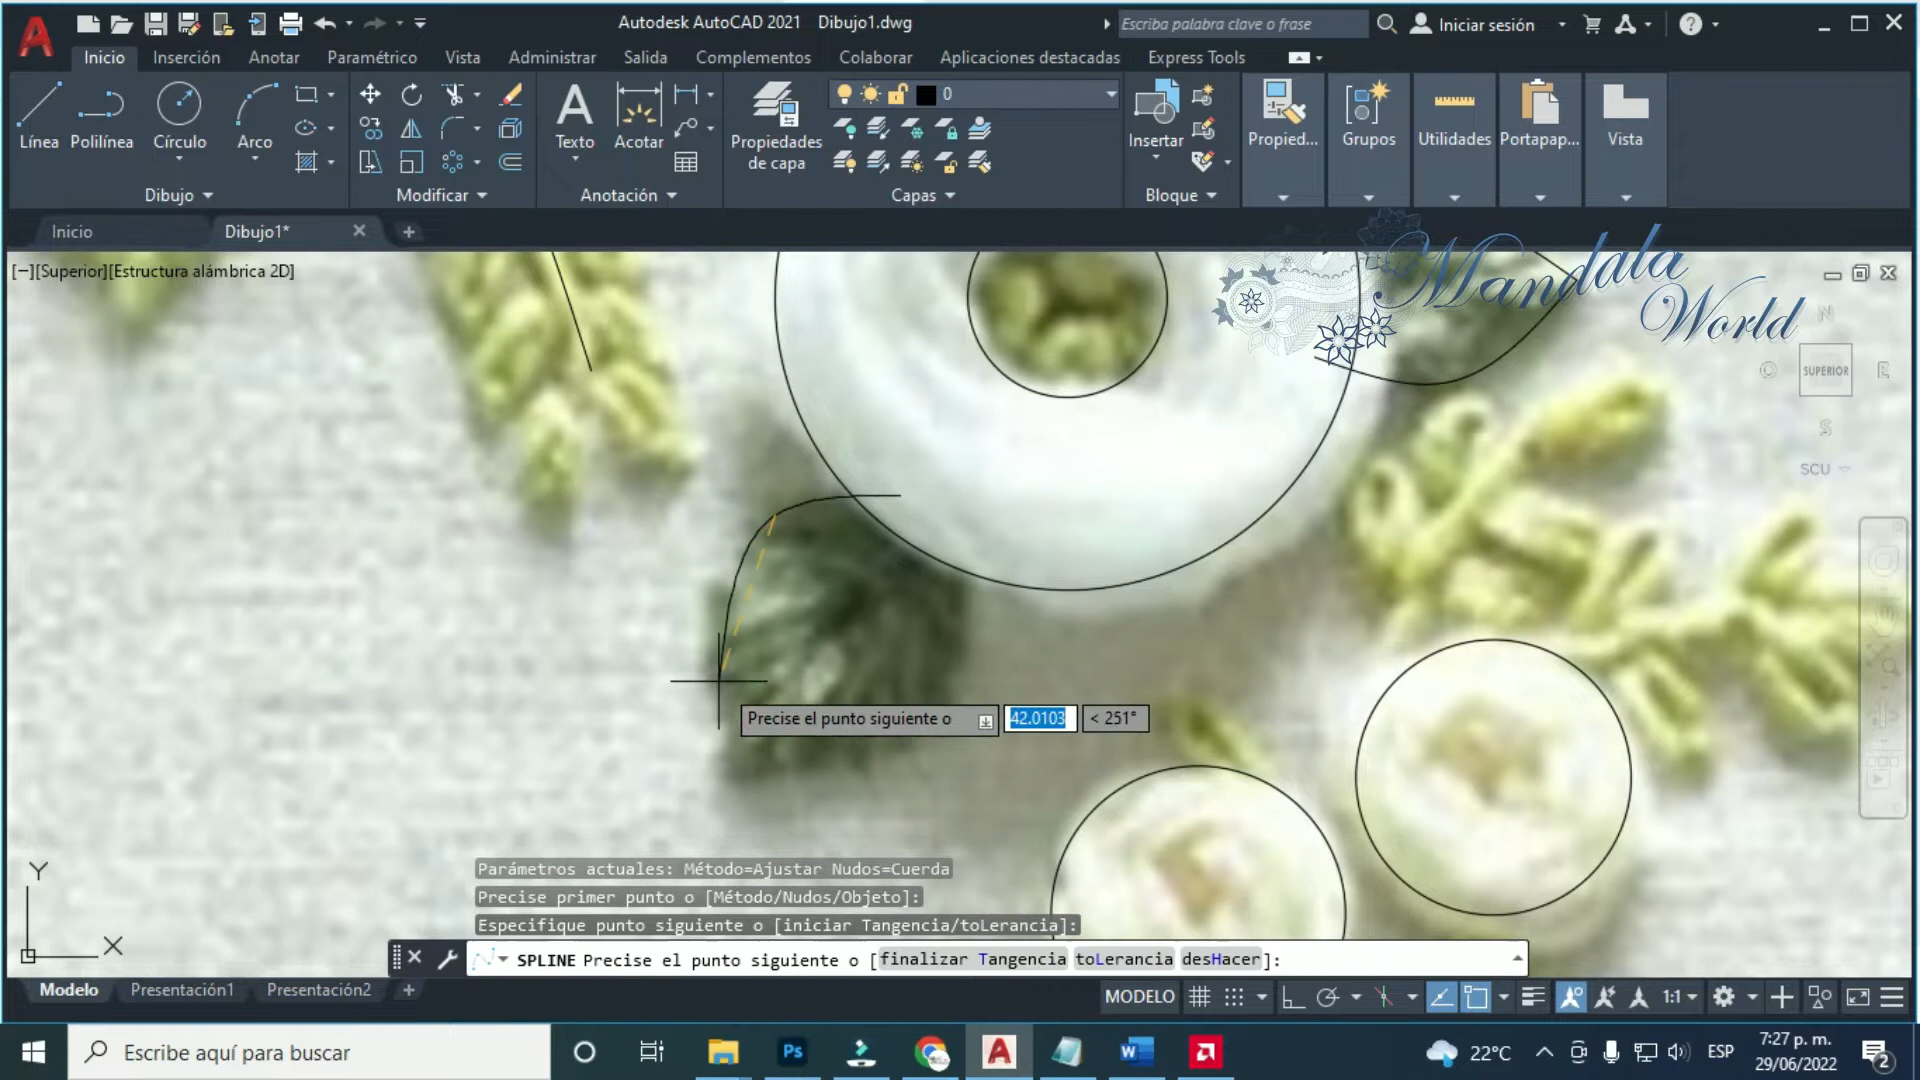 Autodesk AutoCAD 2021 Dibujo1.dwg
Escriba palabra clave o frase
Iniciar sesión
Inicio Inserción Anotar Paramétrico Vista Administrar Salida Complementos Colaborar Aplicaciones destacadas Express Tools
0
Línea Polilínea Círculo Arco
Texto Acotar
Propiedades
de capa
Insertar
Propied... Grupos Utilidades Portapap... Vista
Dibujo Modificar Anotación Capas Bloque
Inicio Dibujo1*
[−][Superior][Estructura alámbrica 2D]
Mandala
World
N
SUPERIOR
E
S
SCU
Precise el punto siguiente o 42.0103 < 251°
Parámetros actuales: Método=Ajustar Nudos=Cuerda
Precise primer punto o [Método/Nudos/Objeto]:
Especifique punto siguiente o [iniciar Tangencia/toLerancia]:
SPLINE Precise el punto siguiente o [finalizar Tangencia toLerancia desHacer]:
Y
X
Modelo Presentación1 Presentación2
MODELO 1:1
Escribe aquí para buscar
Ps
22°C
ESP
7:27 p. m.
29/06/2022
2